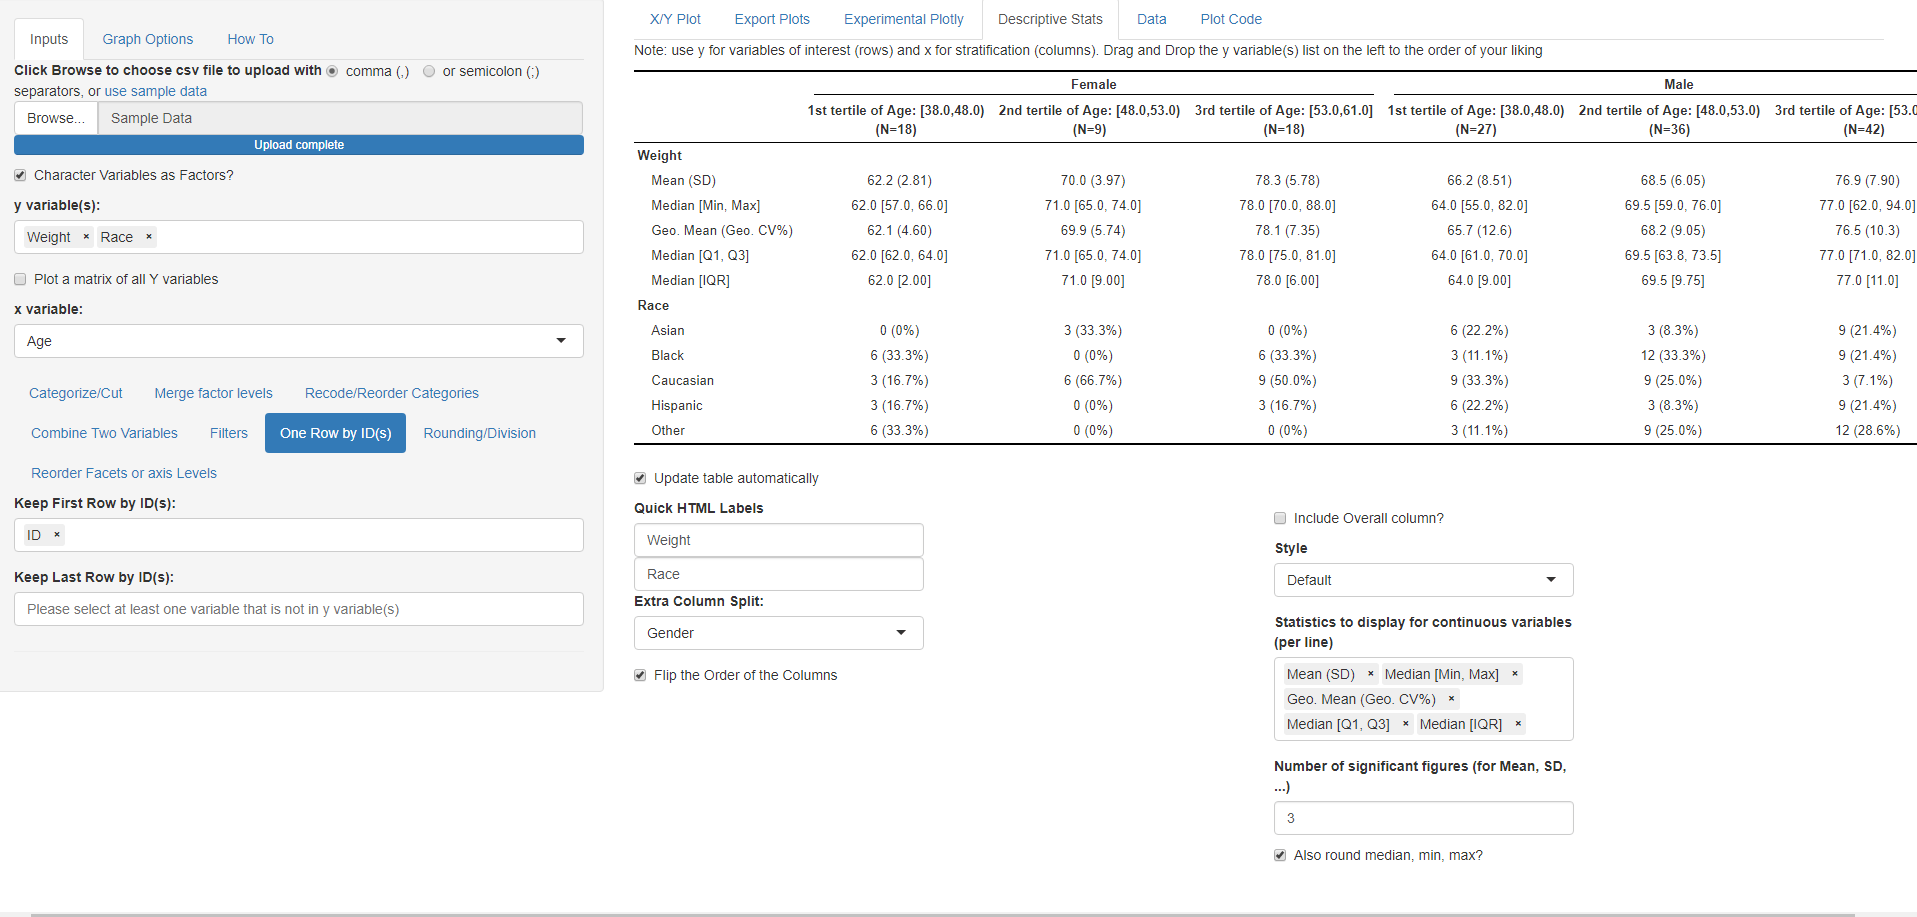 Inputs Graph Options How To
Click Browse to choose csv file to upload with comma (,) or semicolon (;)
separators, or use sample data
Browse... Sample Data
Upload complete
Character Variables as Factors?
y variable(s):
Weight × Race ×
Plot a matrix of all Y variables
x variable:
Age
Categorize/Cut Merge factor levels Recode/Reorder Categories
Combine Two Variables Filters One Row by ID(s) Rounding/Division
Reorder Facets or axis Levels
Keep First Row by ID(s):
ID ×
Keep Last Row by ID(s):
Please select at least one variable that is not in y variable(s)
X/Y Plot Export Plots Experimental Plotly Descriptive Stats Data Plot Code
Note: use y for variables of interest (rows) and x for stratification (columns). Drag and Drop the y variable(s) list on the left to the order of your liking
Female Male
1st tertile of Age: [38.0,48.0) 2nd tertile of Age: [48.0,53.0) 3rd tertile of Age: [53.0,61.0] 1st tertile of Age: [38.0,48.0) 2nd tertile of Age: [48.0,53.0) 3rd tertile of Age: [53.0
(N=18) (N=9) (N=18) (N=27) (N=36) (N=42)
Weight
Mean (SD) 62.2 (2.81) 70.0 (3.97) 78.3 (5.78) 66.2 (8.51) 68.5 (6.05) 76.9 (7.90)
Median [Min, Max] 62.0 [57.0, 66.0] 71.0 [65.0, 74.0] 78.0 [70.0, 88.0] 64.0 [55.0, 82.0] 69.5 [59.0, 76.0] 77.0 [62.0, 94.0]
Geo. Mean (Geo. CV%) 62.1 (4.60) 69.9 (5.74) 78.1 (7.35) 65.7 (12.6) 68.2 (9.05) 76.5 (10.3)
Median [Q1, Q3] 62.0 [62.0, 64.0] 71.0 [65.0, 74.0] 78.0 [75.0, 81.0] 64.0 [61.0, 70.0] 69.5 [63.8, 73.5] 77.0 [71.0, 82.0]
Median [IQR] 62.0 [2.00] 71.0 [9.00] 78.0 [6.00] 64.0 [9.00] 69.5 [9.75] 77.0 [11.0]
Race
Asian 0 (0%) 3 (33.3%) 0 (0%) 6 (22.2%) 3 (8.3%) 9 (21.4%)
Black 6 (33.3%) 0 (0%) 6 (33.3%) 3 (11.1%) 12 (33.3%) 9 (21.4%)
Caucasian 3 (16.7%) 6 (66.7%) 9 (50.0%) 9 (33.3%) 9 (25.0%) 3 (7.1%)
Hispanic 3 (16.7%) 0 (0%) 3 (16.7%) 6 (22.2%) 3 (8.3%) 9 (21.4%)
Other 6 (33.3%) 0 (0%) 0 (0%) 3 (11.1%) 9 (25.0%) 12 (28.6%)
Update table automatically
Quick HTML Labels
Weight
Race
Extra Column Split:
Gender
Flip the Order of the Columns
Include Overall column?
Style
Default
Statistics to display for continuous variables
(per line)
Mean (SD) × Median [Min, Max] ×
Geo. Mean (Geo. CV%) ×
Median [Q1, Q3] × Median [IQR] ×
Number of significant figures (for Mean, SD,
...)
3
Also round median, min, max?